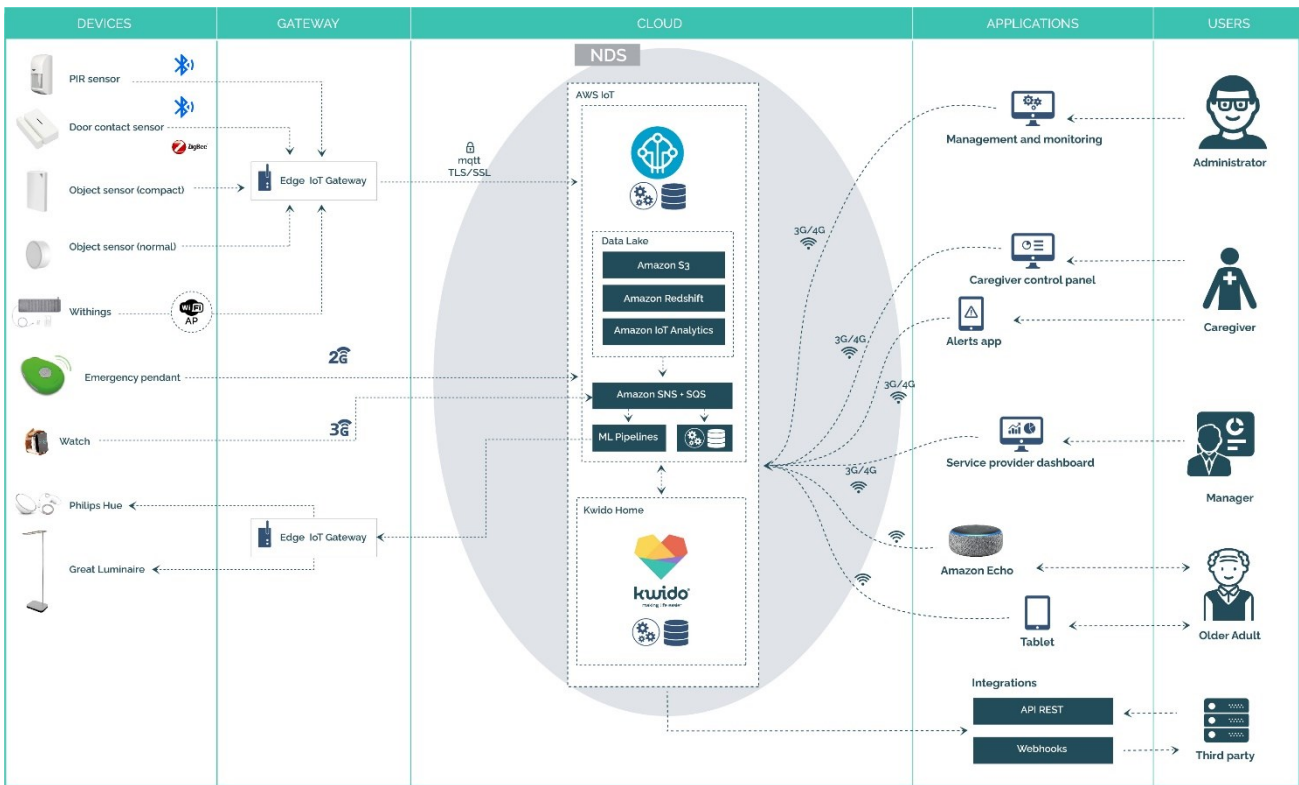 DEVICES
GATEWAY
CLOUD
APPLICATIONS
USERS
NDS
PIR sensor
Door contact sensor
ZigBee
Object sensor (compact)
Object sensor (normal)
Withings
WiFi
AP
Emergency pendant
2G
Watch
3G
Philips Hue
Great Luminaire
Edge IoT Gateway
Edge IoT Gateway
mqtt
TLS/SSL
AWS IoT
Data Lake
Amazon S3
Amazon Redshift
Amazon IoT Analytics
Amazon SNS + SQS
ML Pipelines
Kwido Home
kwido®
making life easier
3G/4G
3G/4G
3G/4G
3G/4G
Management and monitoring
Caregiver control panel
Alerts app
Service provider dashboard
Amazon Echo
Tablet
Integrations
API REST
Webhooks
Administrator
Caregiver
Manager
Older Adult
Third party